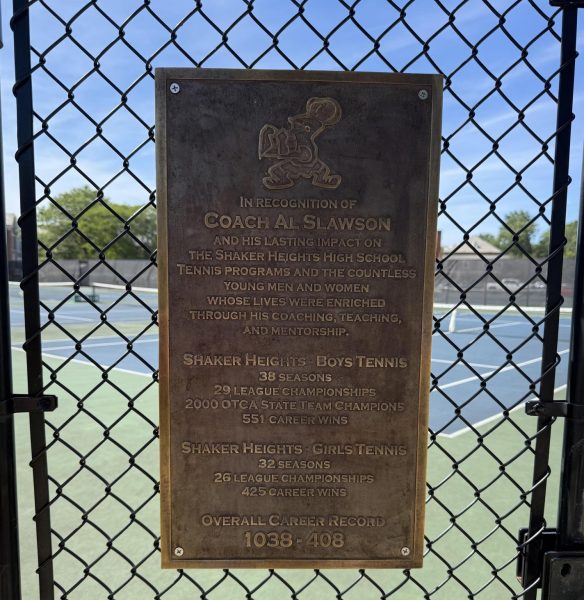 IN RECOGNITION OF
COACH AL SLAWSON
AND HIS LASTING IMPACT ON
THE SHAKER HEIGHTS HIGH SCHOOL
TENNIS PROGRAMS AND THE COUNTLESS
YOUNG MEN AND WOMEN
WHOSE LIVES WERE ENRICHED
THROUGH HIS COACHING, TEACHING,
AND MENTORSHIP.
SHAKER HEIGHTS - BOYS TENNIS
38 SEASONS
29 LEAGUE CHAMPIONSHIPS
2000 OTCA STATE TEAM CHAMPIONS
551 CAREER WINS
SHAKER HEIGHTS - GIRLS TENNIS
32 SEASONS
26 LEAGUE CHAMPIONSHIPS
425 CAREER WINS
OVERALL CAREER RECORD
1038 - 408